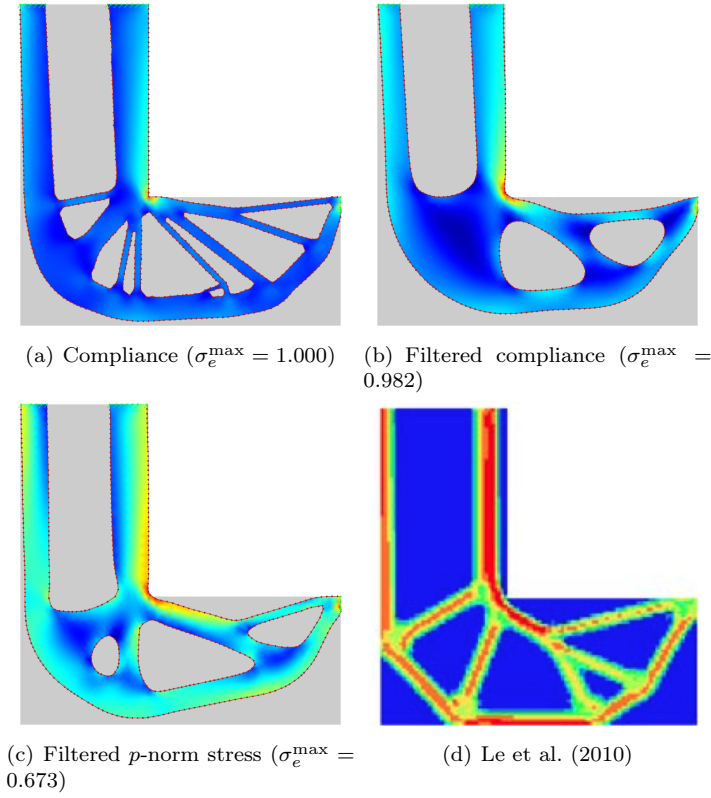 (a) Compliance (σ_e^max = 1.000)
(b) Filtered compliance (σ_e^max =
0.982)
(c) Filtered p-norm stress (σ_e^max =
0.673)
(d) Le et al. (2010)